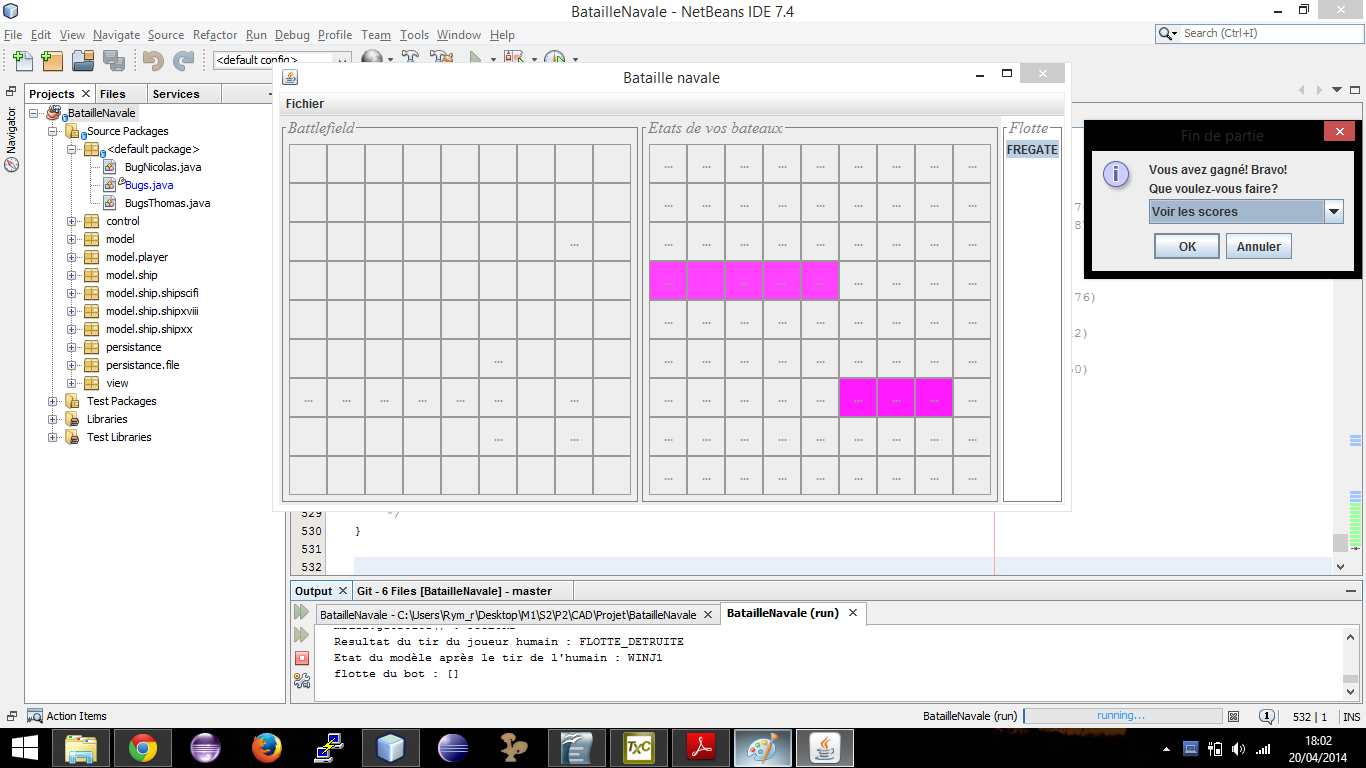 BatailleNavale - NetBeans IDE 7.4
File Edit View Navigate Source Refactor Run Debug Profile Team Tools Window Help
Search (Ctrl+I)
<default config>
Projects Files Services
Navigator
BatailleNavale
Source Packages
<default package>
BugNicolas.java
Bugs.java
BugsThomas.java
control
model
model.player
model.ship
model.ship.shipscifi
model.ship.shipxviii
model.ship.shipxx
persistance
persistance.file
view
Test Packages
Libraries
Test Libraries
Bataille navale
Fichier
Battlefield
Etats de vos bateaux
Flotte
FREGATE
...
... ... ... ... ... ... ... ...
Fin de partie
Vous avez gagné! Bravo!
Que voulez-vous faire?
Voir les scores
OK Annuler
76)
2)
0)
529 */
530 }
531
532
Output Git - 6 Files [BatailleNavale] - master
BatailleNavale - C:\Users\Rym_r\Desktop\M1\S2\P2\CAD\Projet\BatailleNavale
BatailleNavale (run)
Resultat du tir du joueur humain : FLOTTE_DETRUITE
Etat du modèle après le tir de l'humain : WINJ1
flotte du bot : []
Action Items
BatailleNavale (run) running... 1 532 | 1 INS
TXC
18:02
20/04/2014